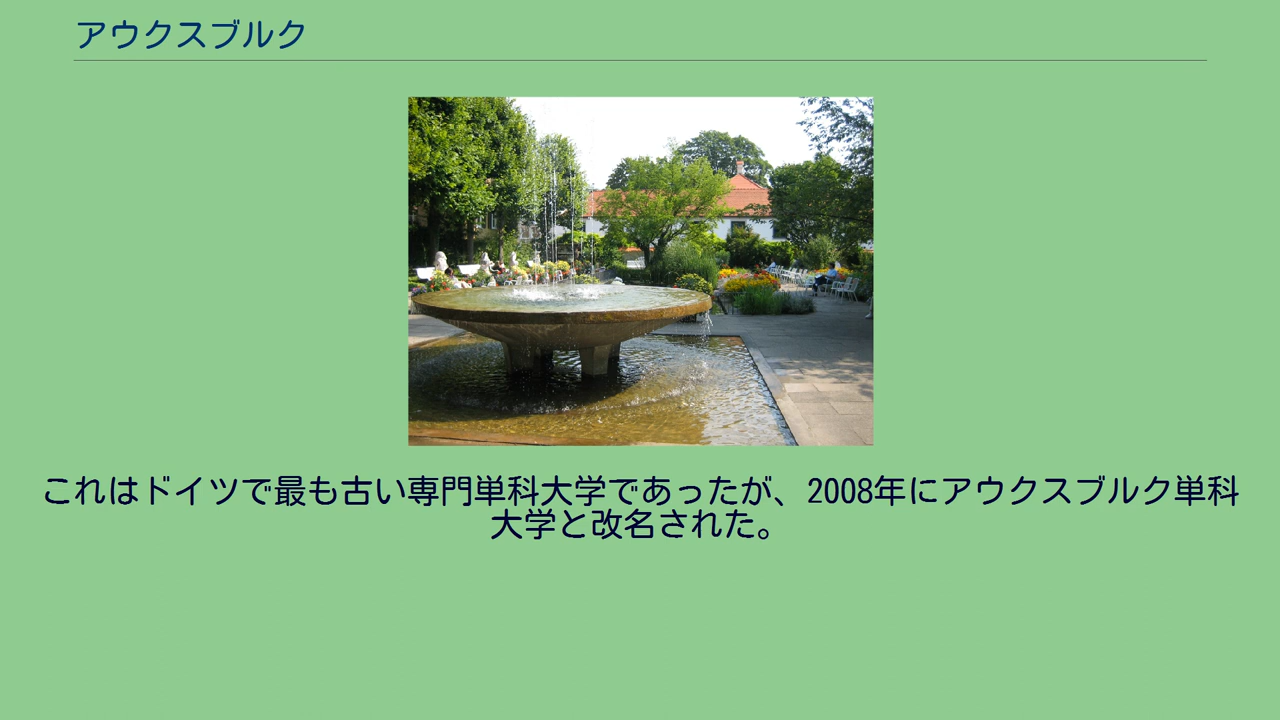 アウクスブルク
これはドイツで最も古い専門単科大学であったが、2008年にアウクスブルク単科
大学と改名された。